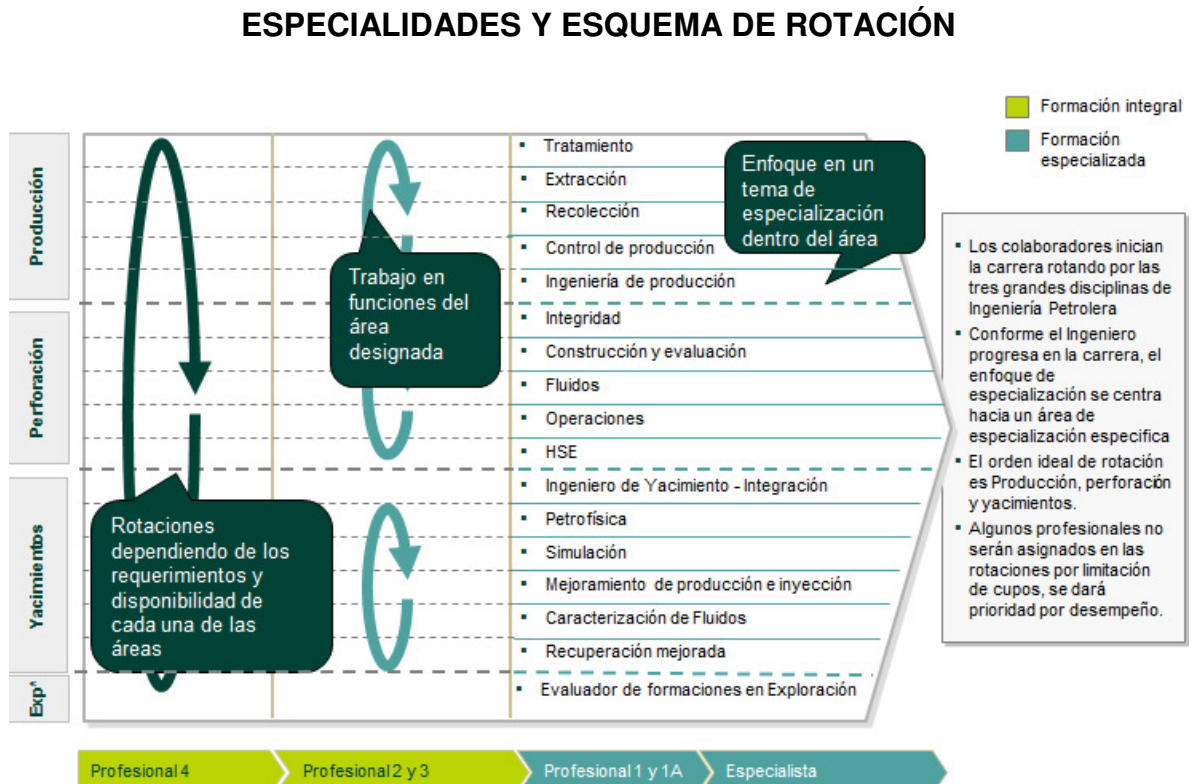 ESPECIALIDADES Y ESQUEMA DE ROTACIÓN
Formación integral
Formación
especializada
Producción
Perforación
Yacimientos
Expᴬ
Rotaciones
dependiendo de los
requerimientos y
disponibilidad de
cada una de las
áreas
Trabajo en
funciones del
área
designada
▪ Tratamiento
▪ Extracción
▪ Recolección
▪ Control de producción
▪ Ingeniería de producción
▪ Integridad
▪ Construcción y evaluación
▪ Fluidos
▪ Operaciones
▪ HSE
▪ Ingeniero de Yacimiento - Integración
▪ Petrofísica
▪ Simulación
▪ Mejoramiento de producción e inyección
▪ Caracterización de Fluidos
▪ Recuperación mejorada
▪ Evaluador de formaciones en Exploración
Enfoque en un
tema de
especialización
dentro del área
▪ Los colaboradores inician
la carrera rotando por las
tres grandes disciplinas de
Ingeniería Petrolera
▪ Conforme el Ingeniero
progresa en la carrera, el
enfoque de
especialización se centra
hacia un área de
especialización especifica
▪ El orden ideal de rotación
es Producción, perforación
y yacimientos.
▪ Algunos profesionales no
serán asignados en las
rotaciones por limitación
de cupos, se dará
prioridad por desempeño.
Profesional 4
Profesional 2 y 3
Profesional 1 y 1A
Especialista